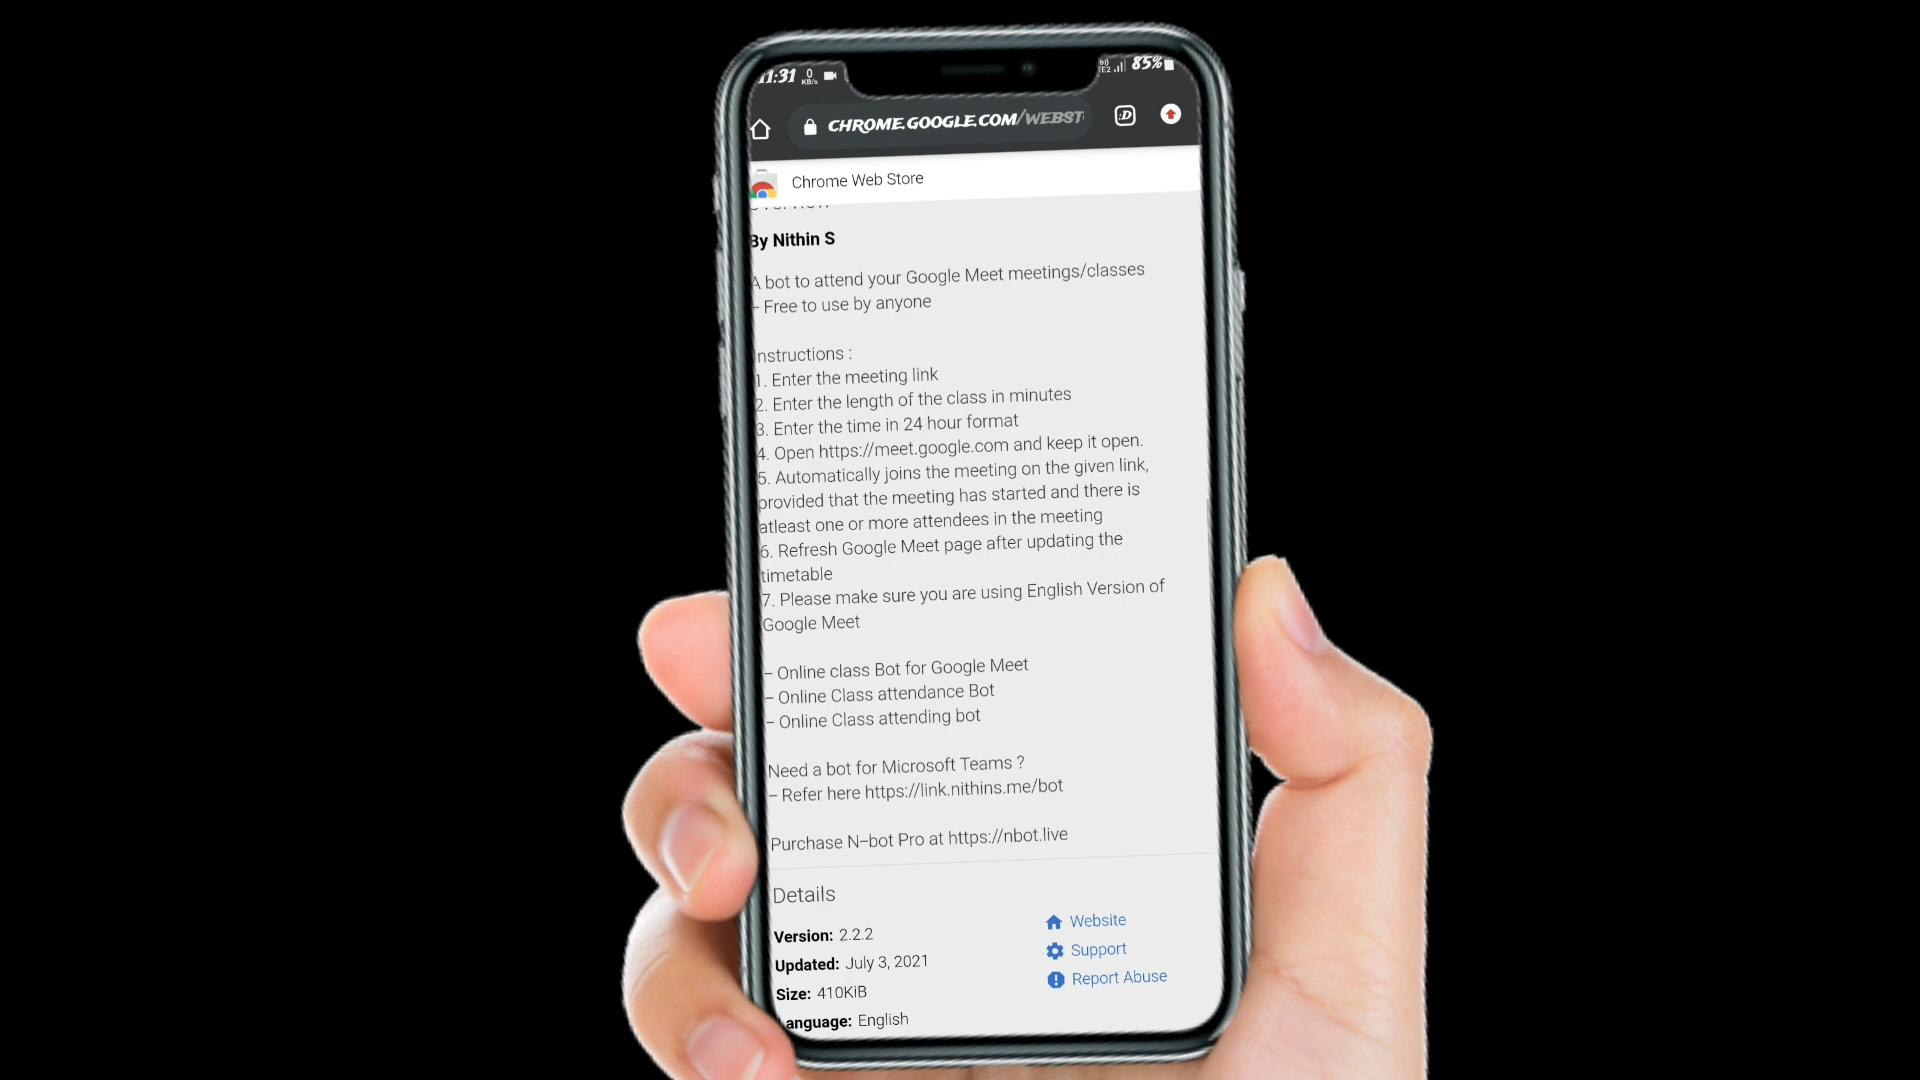 11:31 0 KB/s 85%
CHROME.GOOGLE.COM/WEBST
:D
Chrome Web Store
Overview
By Nithin S
A bot to attend your Google Meet meetings/classes
- Free to use by anyone
Instructions :
1. Enter the meeting link
2. Enter the length of the class in minutes
3. Enter the time in 24 hour format
4. Open https://meet.google.com and keep it open.
5. Automatically joins the meeting on the given link,
provided that the meeting has started and there is
atleast one or more attendees in the meeting
6. Refresh Google Meet page after updating the
timetable
7. Please make sure you are using English Version of
Google Meet
- Online class Bot for Google Meet
- Online Class attendance Bot
- Online Class attending bot
Need a bot for Microsoft Teams ?
- Refer here https://link.nithins.me/bot
Purchase N-bot Pro at https://nbot.live
Details
Version: 2.2.2
Updated: July 3, 2021
Size: 410KiB
Language: English
Website
Support
Report Abuse